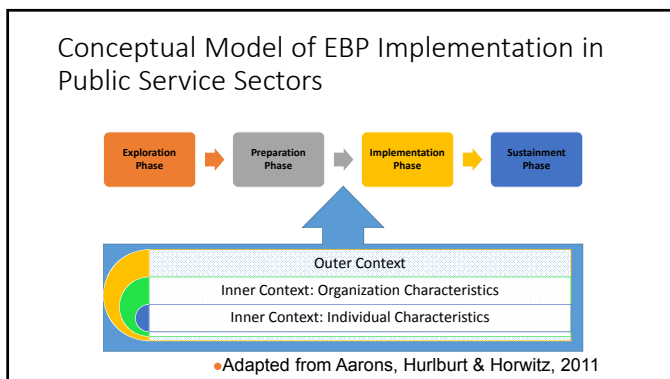 Conceptual Model of EBP Implementation in
Public Service Sectors
Exploration
Phase
Preparation
Phase
Implementation
Phase
Sustainment
Phase
Outer Context
Inner Context: Organization Characteristics
Inner Context: Individual Characteristics
•Adapted from Aarons, Hurlburt & Horwitz, 2011